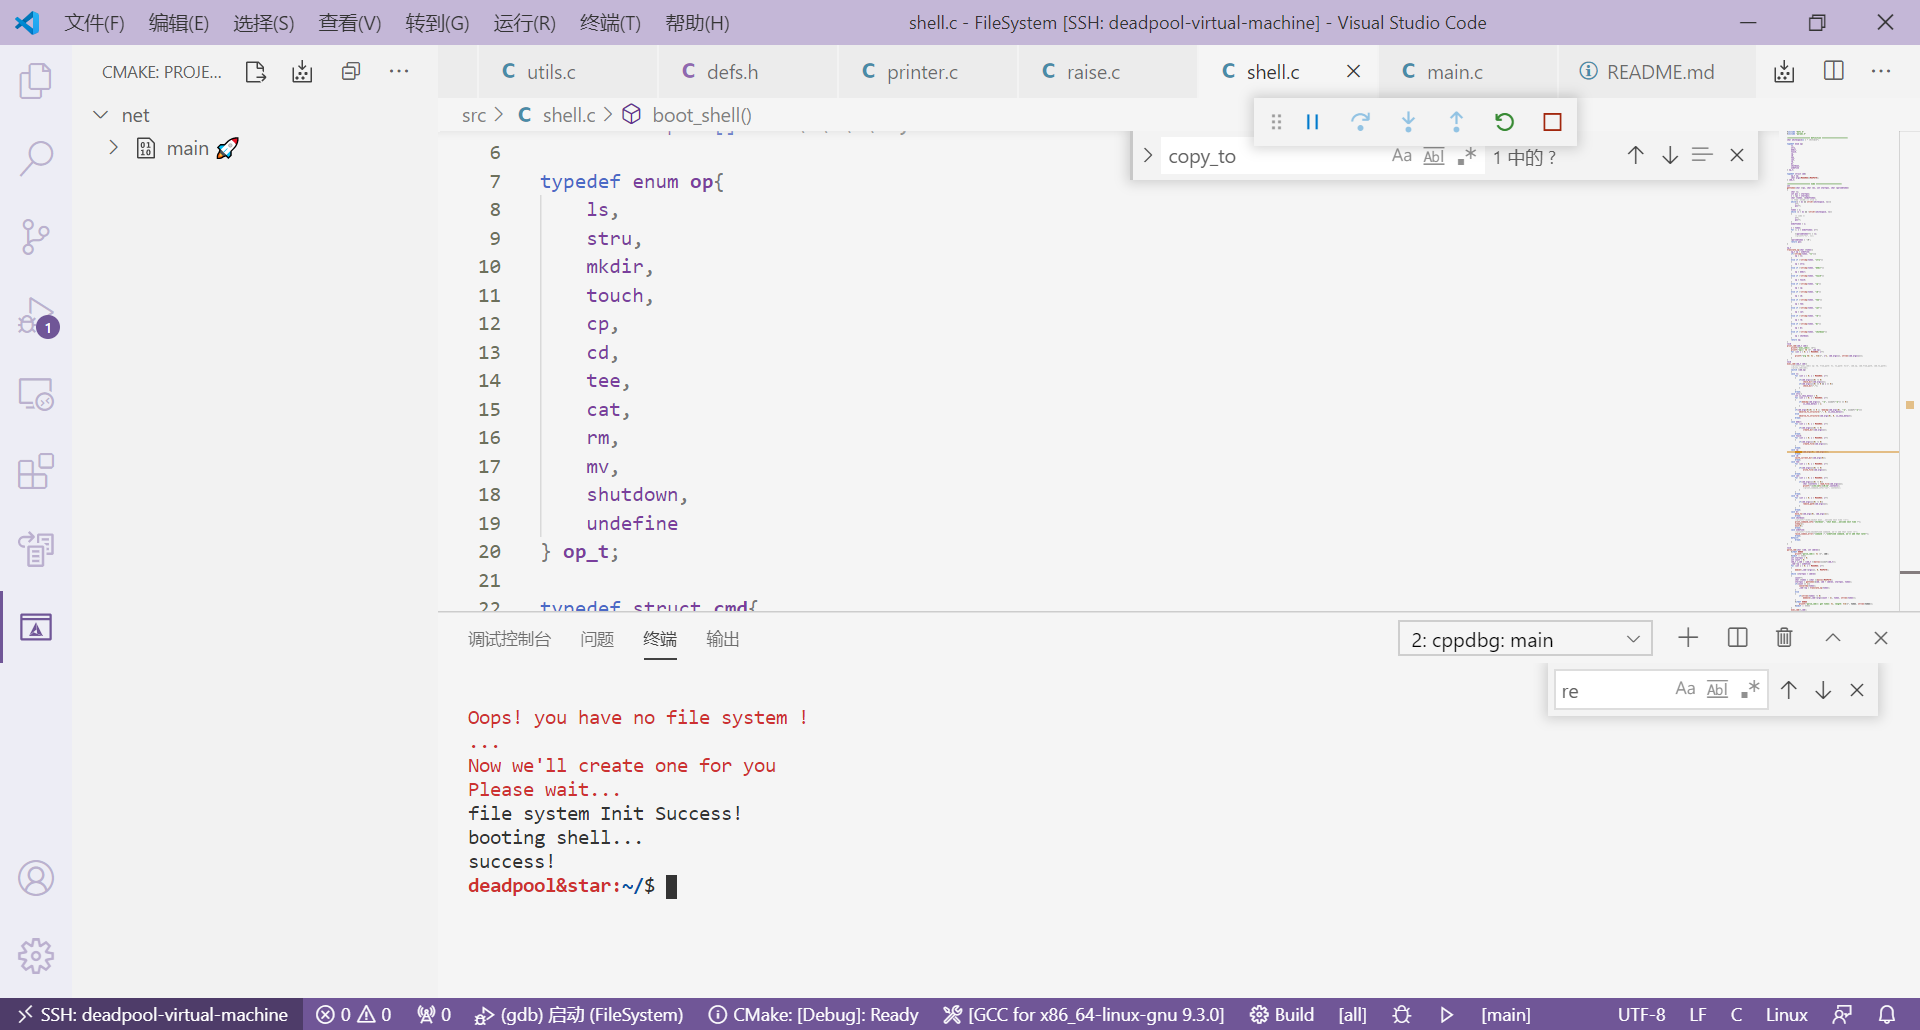 文件(F) 编辑(E) 选择(S) 查看(V) 转到(G) 运行(R) 终端(T) 帮助(H) shell.c - FileSystem [SSH: deadpool-virtual-machine] - Visual Studio Code
CMAKE: PROJE...
utils.c defs.h printer.c raise.c shell.c main.c README.md
net
main
src > C shell.c > boot_shell()
copy_to Aa Abl 1 中的 ?
6
7 typedef enum op{
8 ls,
9 stru,
10 mkdir,
11 touch,
12 cp,
13 cd,
14 tee,
15 cat,
16 rm,
17 mv,
18 shutdown,
19 undefine
20 } op_t;
21
22 typedef struct cmd{
1
调试控制台 问题 终端 输出 2: cppdbg: main
re Aa Abl
Oops! you have no file system !
...
Now we'll create one for you
Please wait...
file system Init Success!
booting shell...
success!
deadpool&star:~/$
SSH: deadpool-virtual-machine 0 0 0 (gdb) 启动 (FileSystem) CMake: [Debug]: Ready [GCC for x86_64-linux-gnu 9.3.0] Build [all] [main] UTF-8 LF C Linux